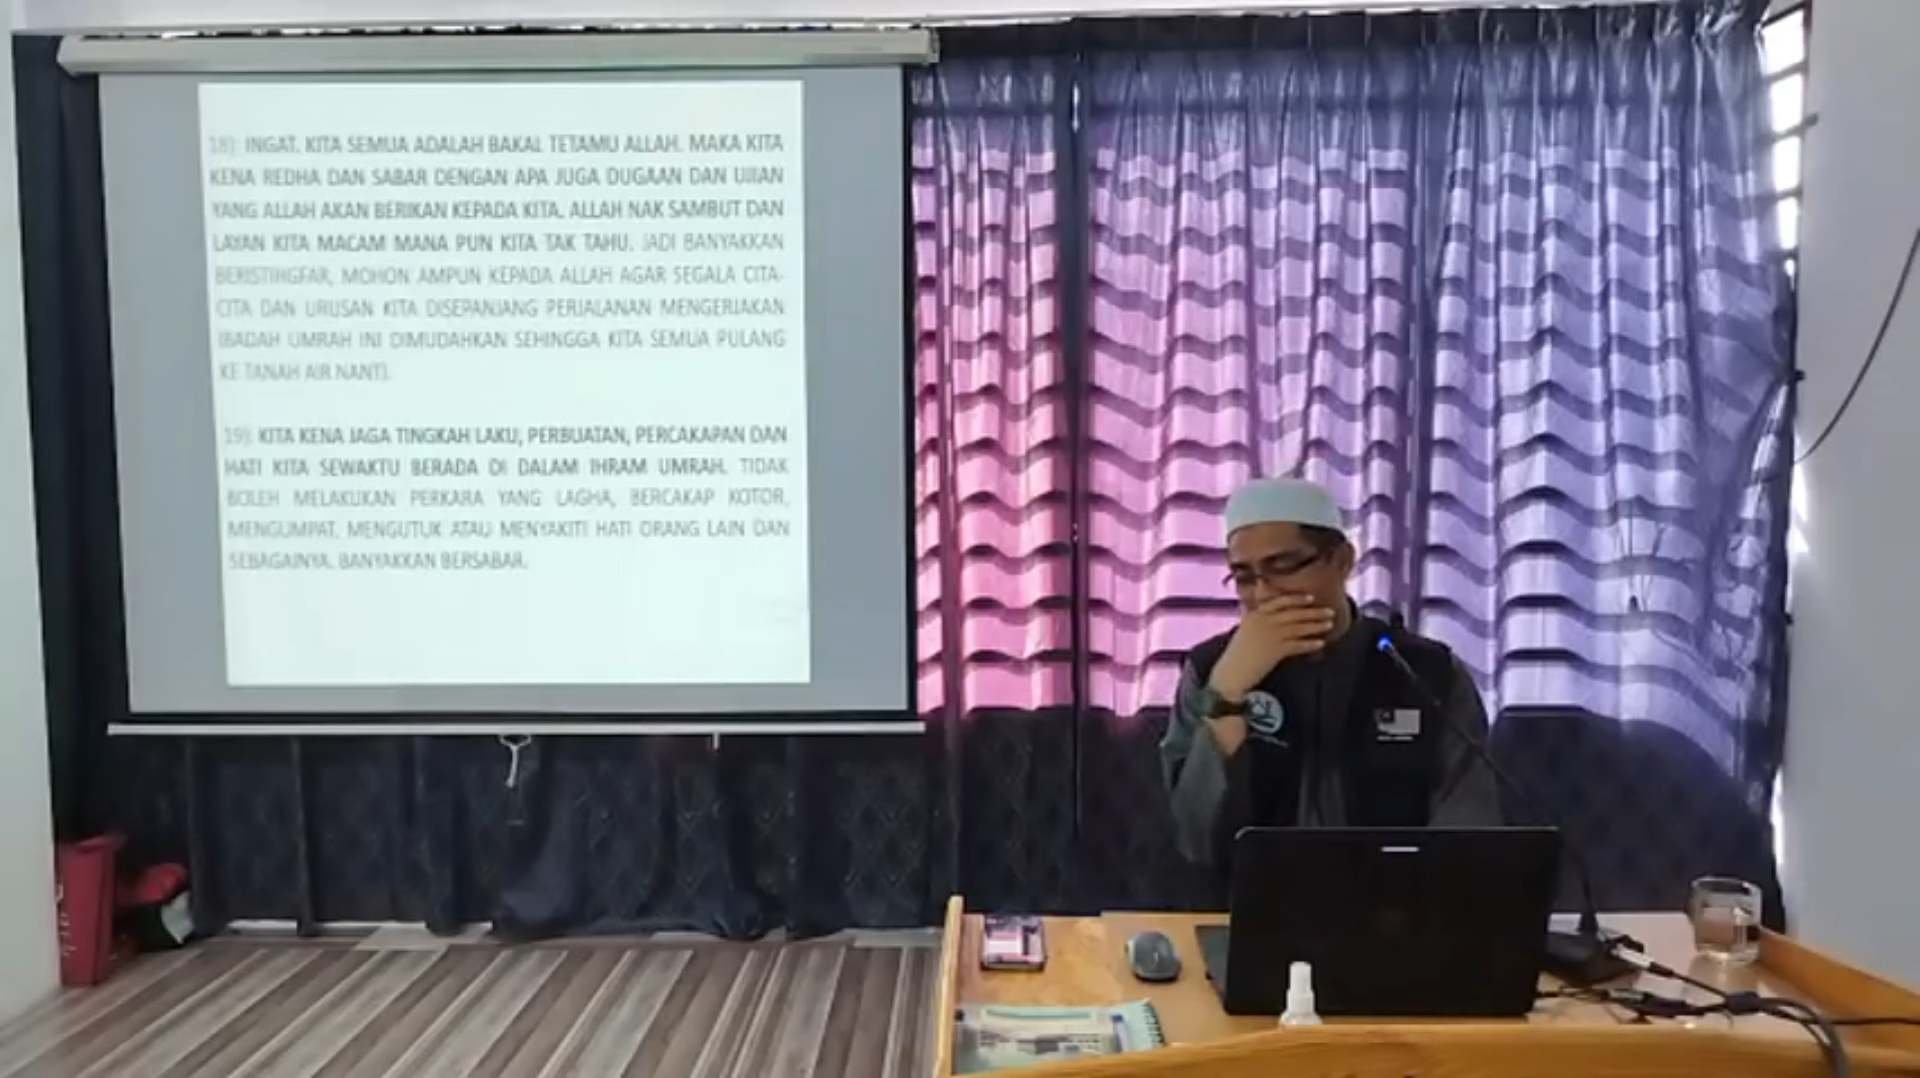 18): INGAT. KITA SEMUA ADALAH BAKAL TETAMU ALLAH. MAKA KITA
KENA REDHA DAN SABAR DENGAN APA JUGA DUGAAN DAN UJIAN
YANG ALLAH AKAN BERIKAN KEPADA KITA. ALLAH NAK SAMBUT DAN
LAYAN KITA MACAM MANA PUN KITA TAK TAHU. JADI BANYAKKAN
BERISTIHGFAR, MOHON AMPUN KEPADA ALLAH AGAR SEGALA CITA-
CITA DAN URUSAN KITA DISEPANJANG PERJALANAN MENGERJAKAN
IBADAH UMRAH INI DIMUDAHKAN SEHINGGA KITA SEMUA PULANG
KE TANAH AIR NANTI.
19): KITA KENA JAGA TINGKAH LAKU, PERBUATAN, PERCAKAPAN DAN
HATI KITA SEWAKTU BERADA DI DALAM IHRAM UMRAH. TIDAK
BOLEH MELAKUKAN PERKARA YANG LAGHA, BERCAKAP KOTOR,
MENGUMPAT, MENGUTUK ATAU MENYAKITI HATI ORANG LAIN DAN
SEBAGAINYA. BANYAKKAN BERSABAR.